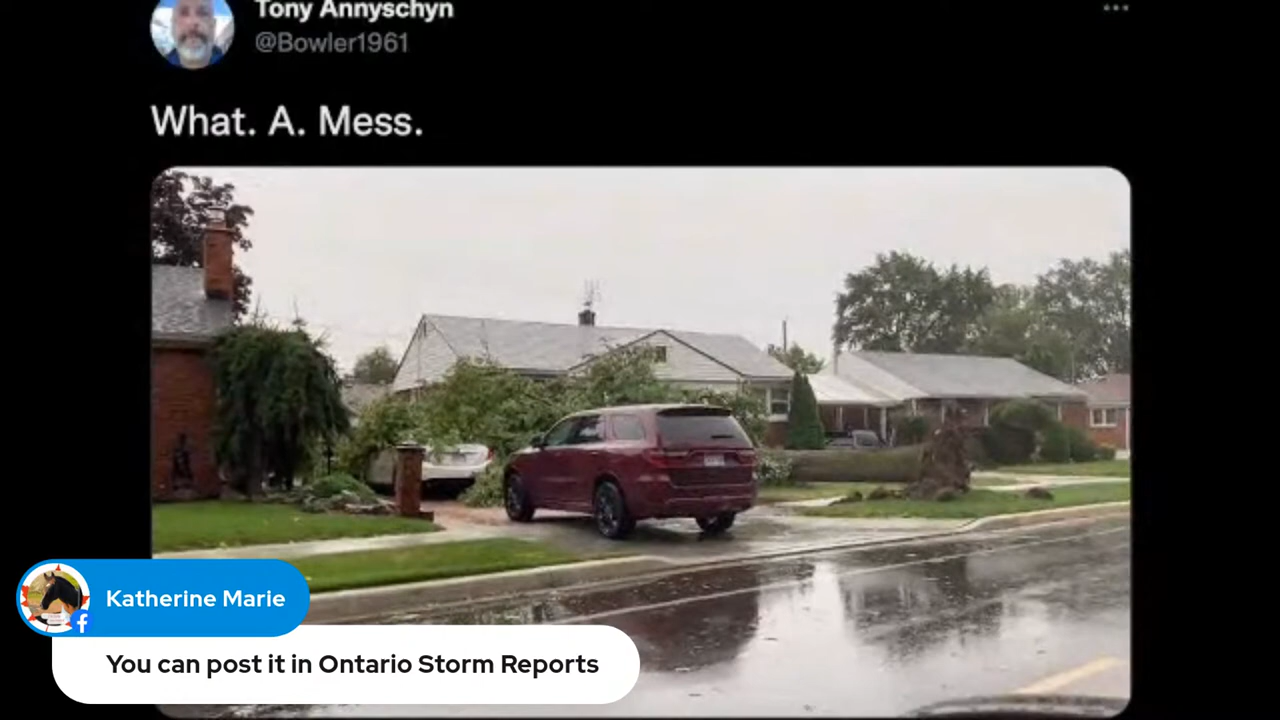 Tony Annyschyn
@Bowler1961
What. A. Mess.
Katherine Marie
You can post it in Ontario Storm Reports